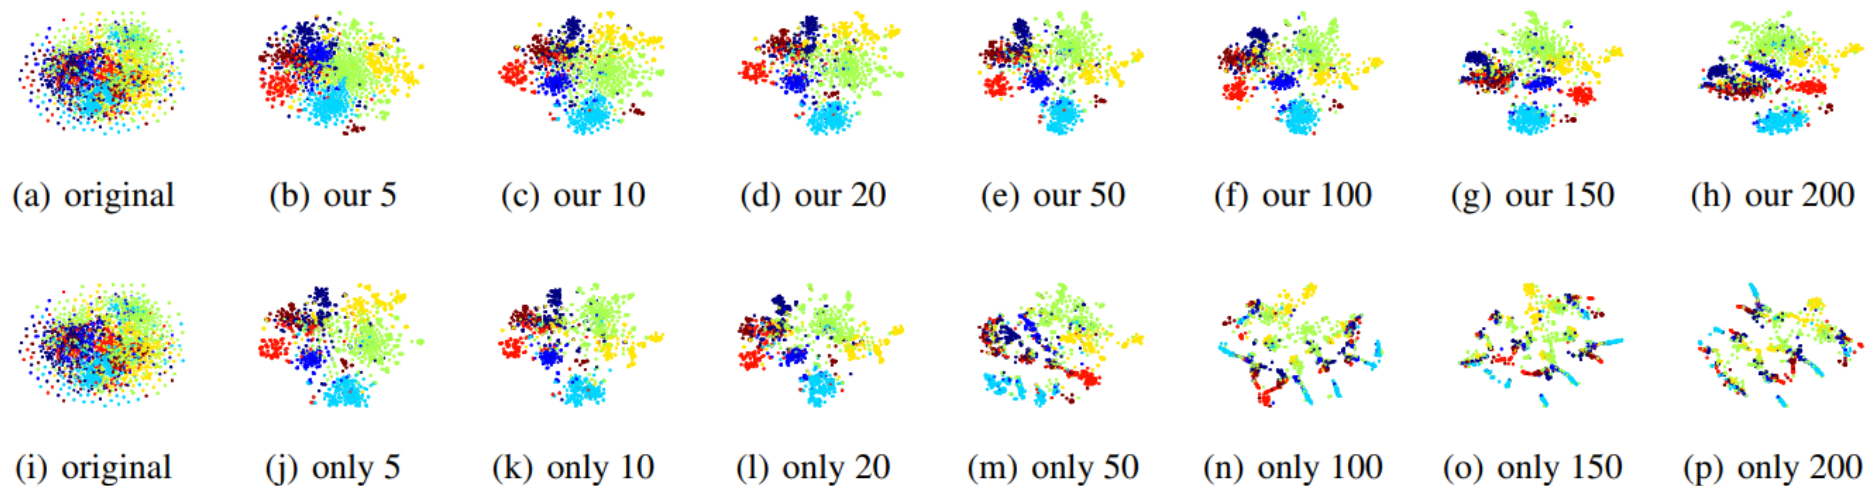 (a) original (b) our 5 (c) our 10 (d) our 20 (e) our 50 (f) our 100 (g) our 150 (h) our 200
(i) original (j) only 5 (k) only 10 (l) only 20 (m) only 50 (n) only 100 (o) only 150 (p) only 200